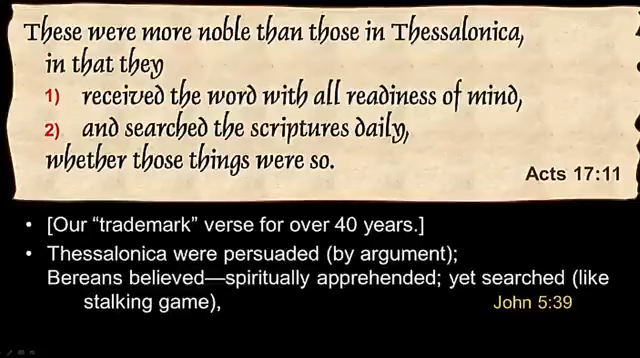 These were more noble than those in Thessalonica,
in that they
1) received the word with all readiness of mind,
2) and searched the scriptures daily,
whether those things were so.
Acts 17:11
• [Our “trademark” verse for over 40 years.]
• Thessalonica were persuaded (by argument);
Bereans believed—spiritually apprehended; yet searched (like
stalking game), John 5:39